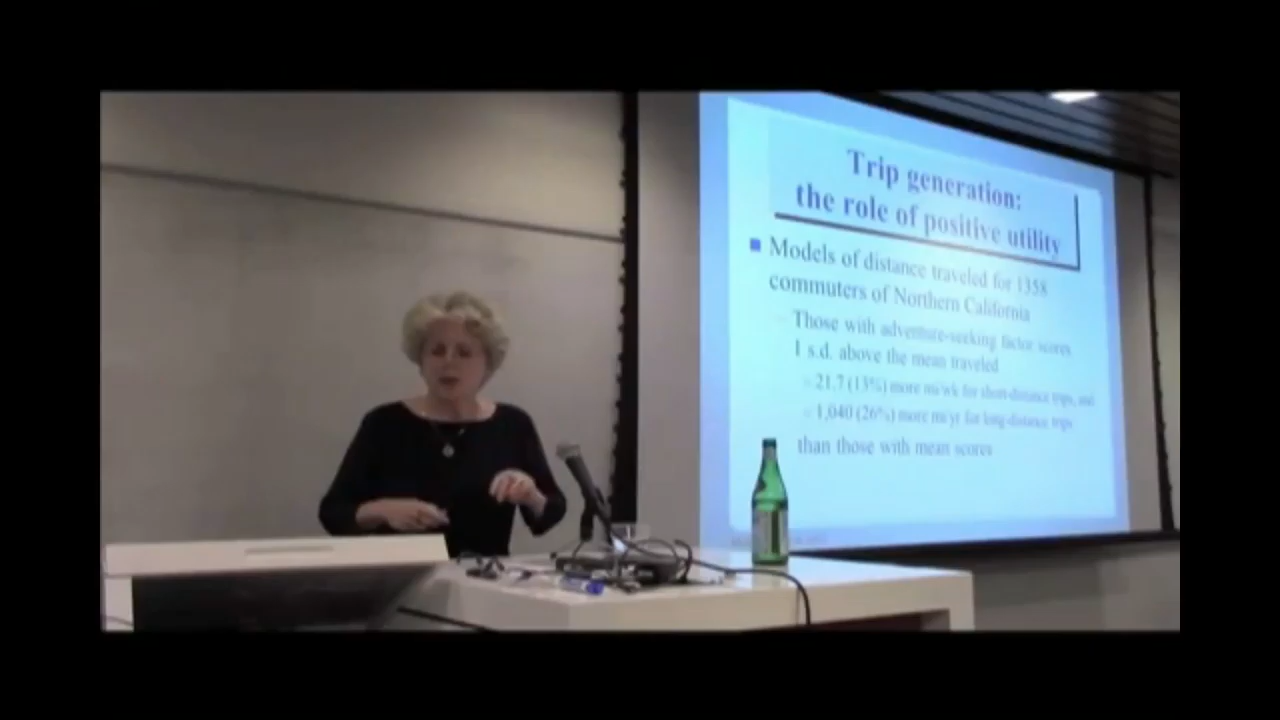 Trip generation:
the role of positive utility
Models of distance traveled for 1358
commuters of Northern California
Those with adventure-seeking factor scores
1 s.d. above the mean traveled
21.7 (13%) more mi/wk for short-distance trips, and
1,040 (26%) more mi/yr for long-distance trips
than those with mean scores